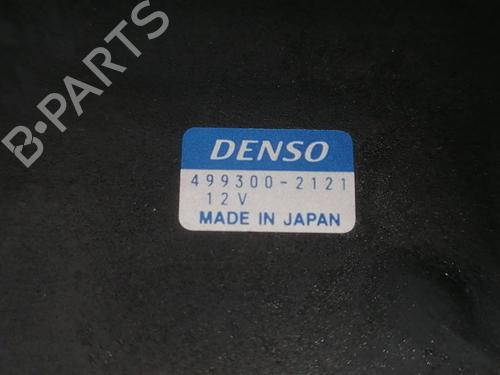 B·PARTS
DENSO
499300-2121
12V
MADE IN JAPAN